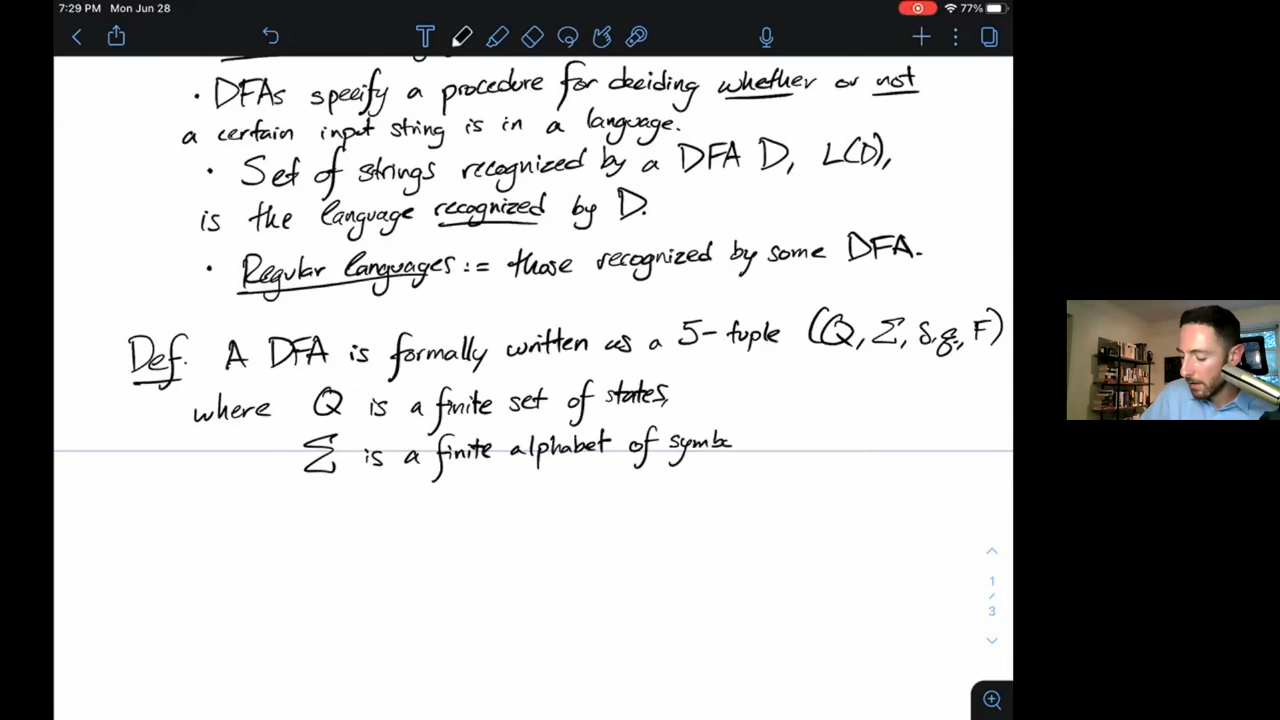 7:29 PM Mon Jun 28
77%
T
• DFAs specify a procedure for deciding whether or not
a certain input string is in a language.
• Set of strings recognized by a DFA D, L(D),
is the language recognized by D.
• Regular languages := those recognized by some DFA.
Def. A DFA is formally written as a 5-tuple (Q, Σ, δ, q₀, F)
where Q is a finite set of states,
Σ is a finite alphabet of symbc
1
/
3